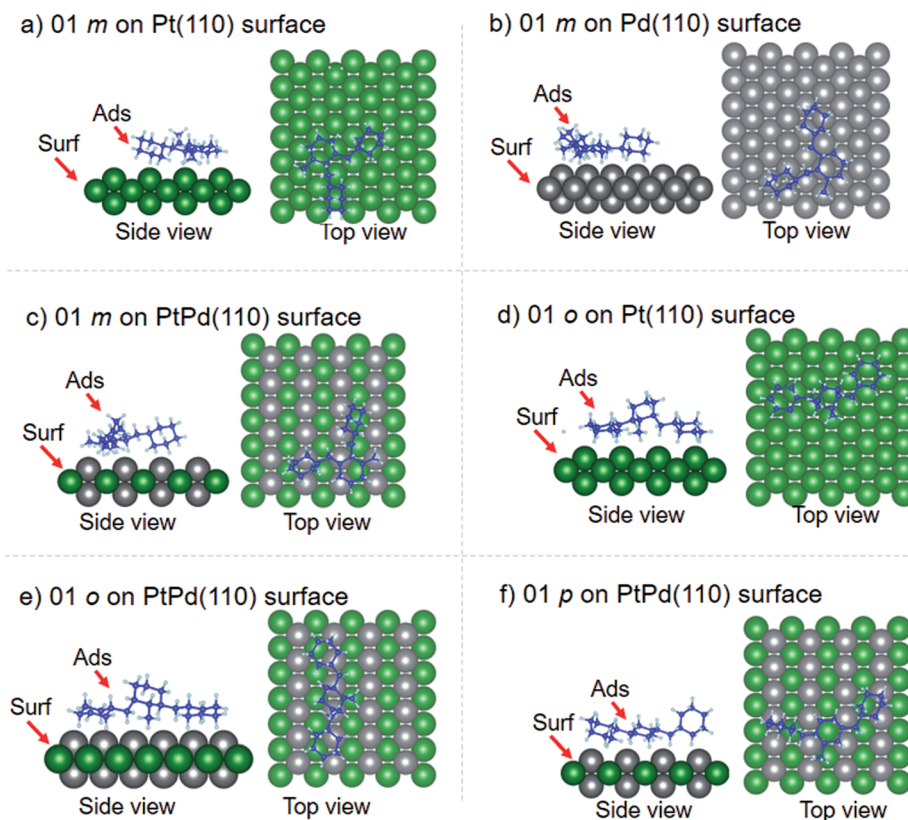 a) 01 m on Pt(110) surface
Ads
Surf
Side view
Top view
b) 01 m on Pd(110) surface
Ads
Surf
Side view
Top view
c) 01 m on PtPd(110) surface
Ads
Surf
Side view
Top view
d) 01 o on Pt(110) surface
Ads
Surf
Side view
Top view
e) 01 o on PtPd(110) surface
Ads
Surf
Side view
Top view
f) 01 p on PtPd(110) surface
Ads
Surf
Side view
Top view